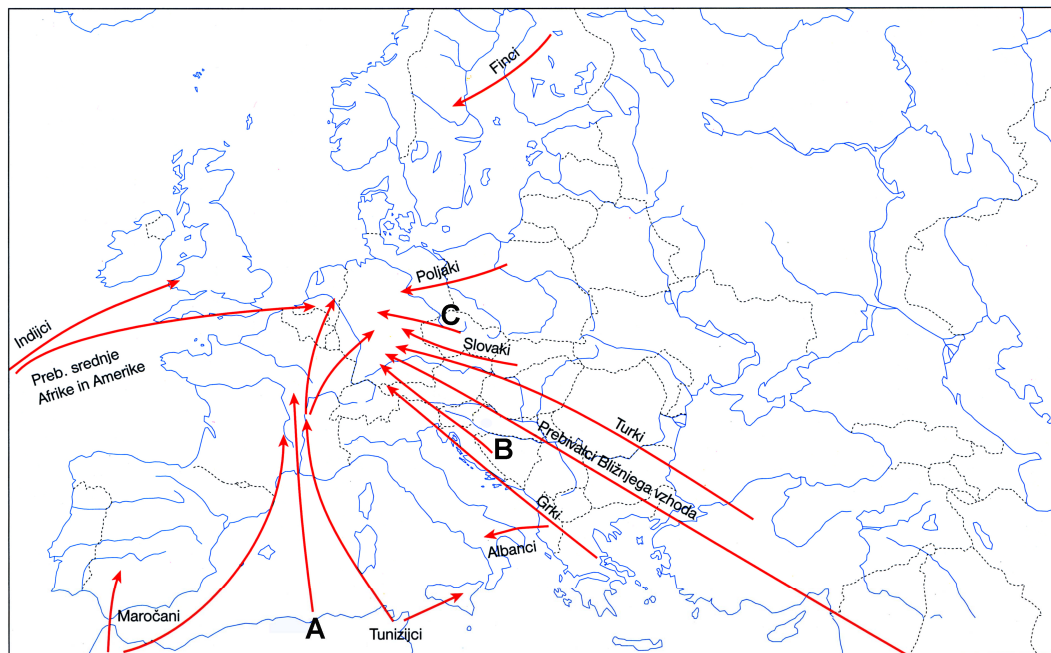 Finci
Poljaki
C
Slovaki
Indijci
Preb. srednje
Afrike in Amerike
Turki
Prebivalci Bližnjega vzhoda
B
Grki
Albanci
Maročani
A
Tunizijci